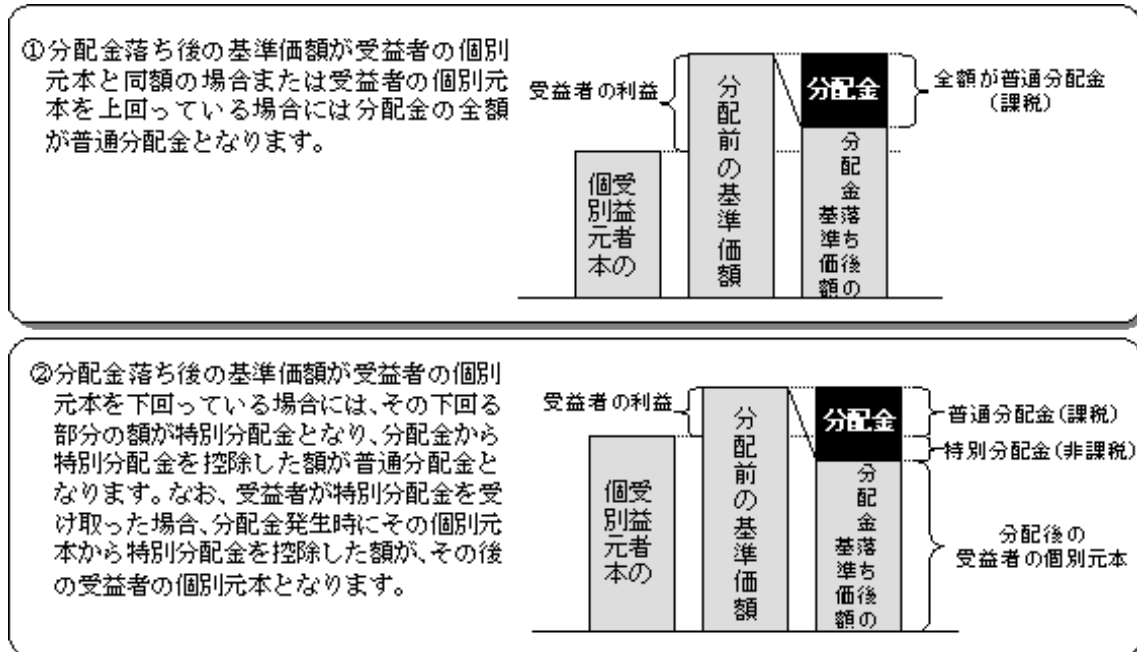 ①分配金落ち後の基準価額が受益者の個別
元本と同額の場合または受益者の個別元
本を上回っている場合には分配金の全額
が普通分配金となります。
受益者の利益
受益者の
個別元本
分配前の基準価額
分配金
分配金落ち後の
基準価額
全額が普通分配金
(課税)
②分配金落ち後の基準価額が受益者の個別
元本を下回っている場合には、その下回る
部分の額が特別分配金となり、分配金から
特別分配金を控除した額が普通分配金と
なります。なお、受益者が特別分配金を受
け取った場合、分配金発生時にその個別元
本から特別分配金を控除した額が、その後
の受益者の個別元本となります。
受益者の利益
受益者の
個別元本
分配前の基準価額
分配金
分配金落ち後の
基準価額
普通分配金(課税)
特別分配金(非課税)
分配後の
受益者の個別元本